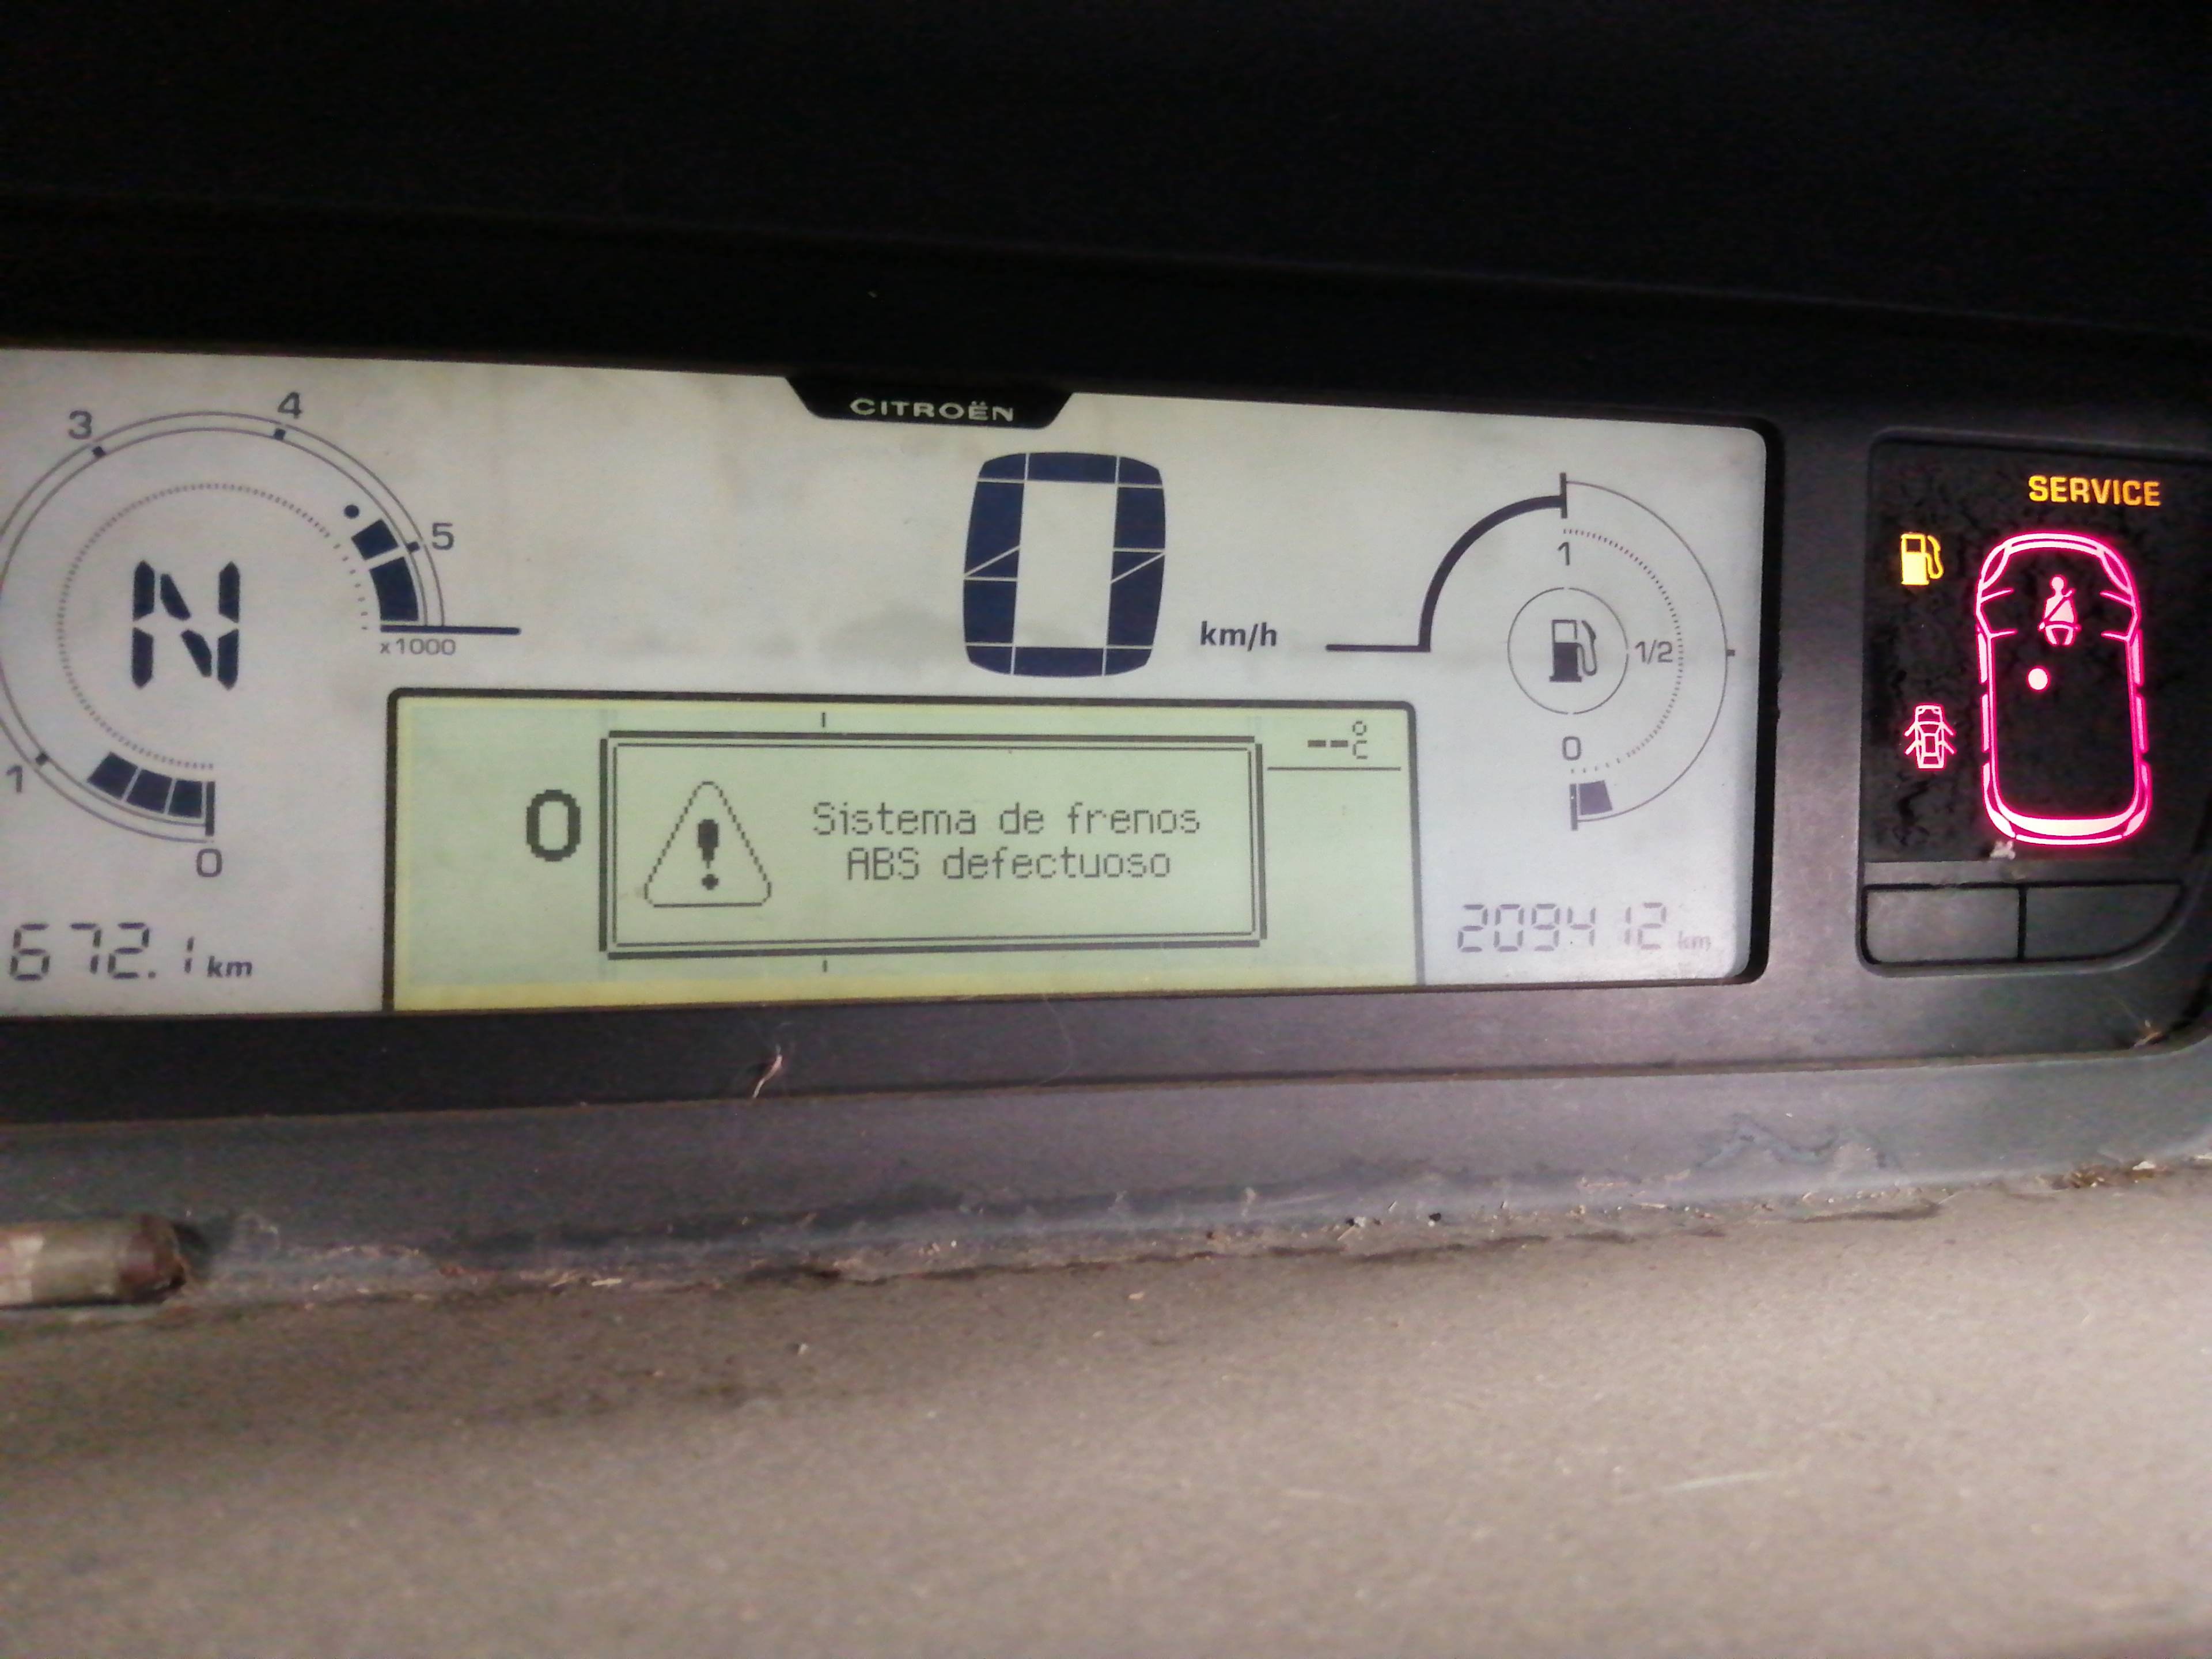 CITROËN
SERVICE
3
4
5
x1000
N
1
0
0
km/h
1
1/2
0
0
--°C
Sistema de frenos
ABS defectuoso
672.1 km
209412 km